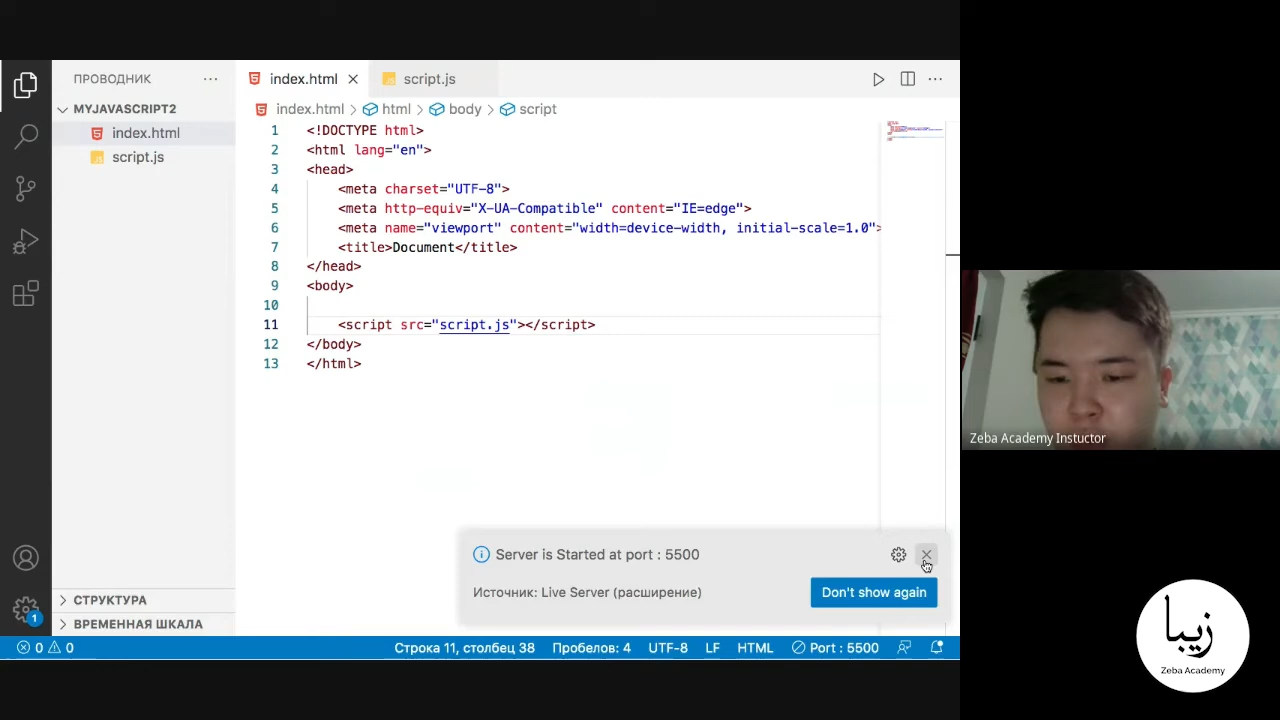 ПРОВОДНИК ...
MYJAVASCRIPT2
index.html
script.js
СТРУКТУРА
ВРЕМЕННАЯ ШКАЛА
index.html script.js
index.html > html > body > script
1 <!DOCTYPE html>
2 <html lang="en">
3 <head>
4 <meta charset="UTF-8">
5 <meta http-equiv="X-UA-Compatible" content="IE=edge">
6 <meta name="viewport" content="width=device-width, initial-scale=1.0">
7 <title>Document</title>
8 </head>
9 <body>
10
11 <script src="script.js"></script>
12 </body>
13 </html>
Server is Started at port : 5500
Источник: Live Server (расширение)
Don't show again
1
0 0 Строка 11, столбец 38 Пробелов: 4 UTF-8 LF HTML Port : 5500
Zeba Academy Instuctor
زيبا
Zeba Academy